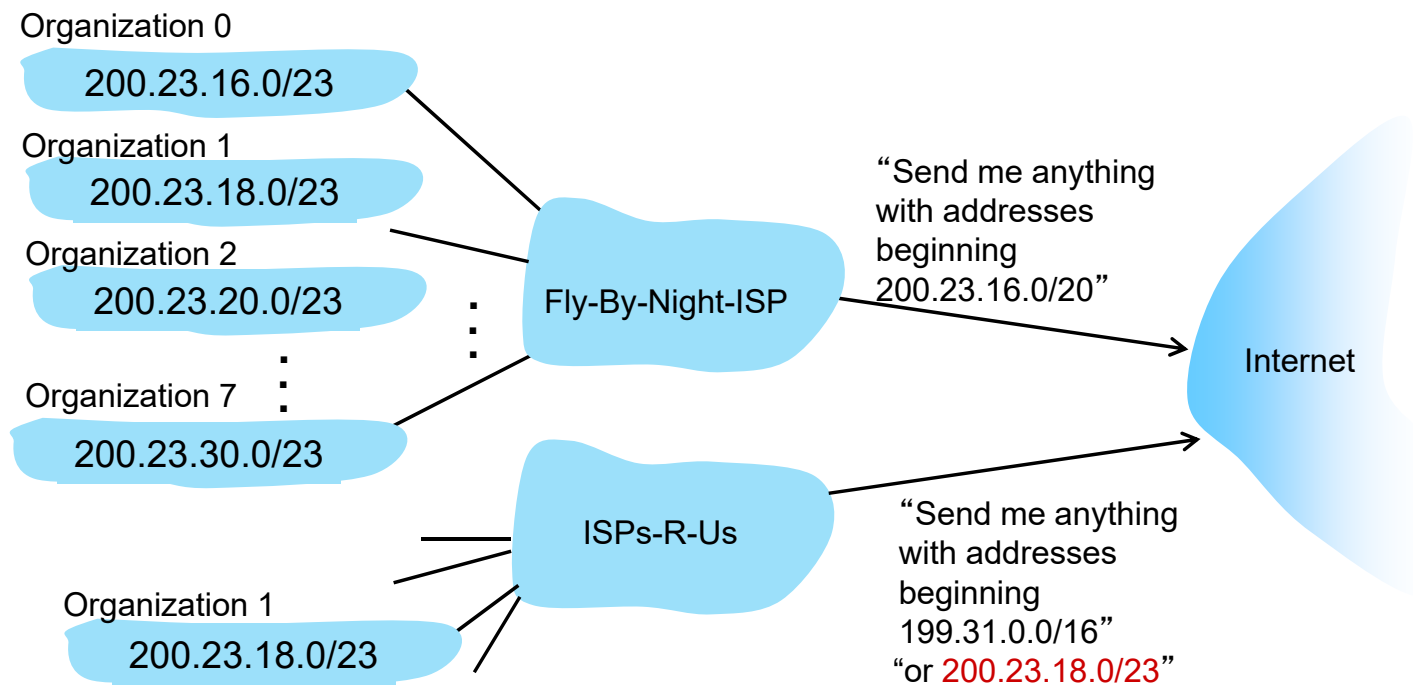 Organization 0
200.23.16.0/23
Organization 1
200.23.18.0/23
Organization 2
200.23.20.0/23
Organization 7
200.23.30.0/23
Fly-By-Night-ISP
“Send me anything
with addresses
beginning
200.23.16.0/20”
Internet
ISPs-R-Us
Organization 1
200.23.18.0/23
“Send me anything
with addresses
beginning
199.31.0.0/16”
“or 200.23.18.0/23”